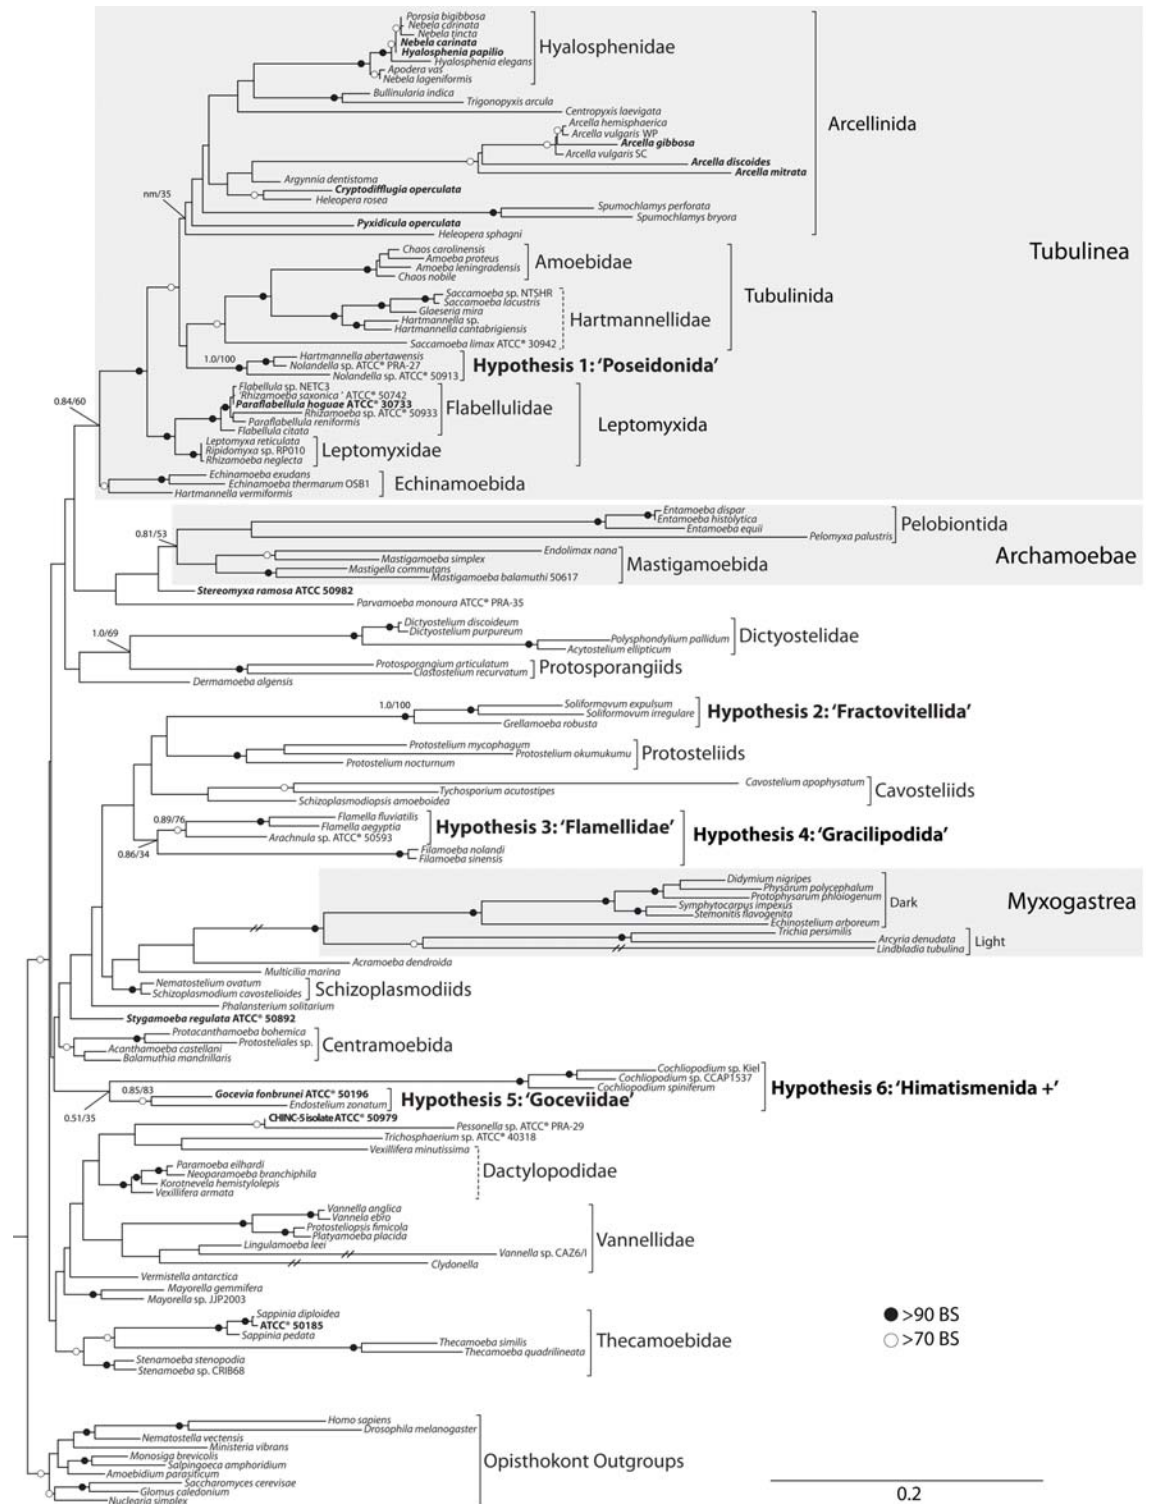 Porosia bigibbosa
Nebela carinata
Nebela tincta
Nebela carinata
Hyalosphenia papilio
Hyalosphenia elegans
Apodera vas
Nebela lageniformis
Hyalosphenidae
Bullinularia indica
Trigonopyxis arcula
Centropyxis laevigata
Arcella hemisphaerica
Arcella vulgaris WP
Arcella gibbosa
Arcella vulgaris SC
Arcella discoides
Arcella mitrata
Arcellinida
Argynnia dentistoma
Cryptodifflugia operculata
Heleopera rosea
nm/35
Spumochlamys perforata
Spumochlamys bryora
Pyxidicula operculata
Heleopera sphagni
Tubulinea
Chaos carolinensis
Amoeba proteus
Amoeba leningradensis
Chaos nobile
Amoebidae
Saccamoeba sp. NTSHR
Saccamoeba lacustris
Glaeseria mira
Hartmannella sp.
Hartmannella cantabrigiensis
Hartmannellidae
Tubulinida
Saccamoeba limax ATCC® 30942
1.0/100
Hartmannella abertawensis
Nolandella sp. ATCC® PRA-27
Nolandella sp. ATCC® 50913
Hypothesis 1: ‘Poseidonida’
Flabellula sp. NETC3
'Rhizamoeba saxonica ' ATCC® 50742
Paraflabellula hoguae ATCC® 30733
Rhizamoeba sp. ATCC® 50933
Paraflabellula reniformis
Flabellula citata
Flabellulidae
0.84/60
Leptomyxida
Leptomyxa reticulata
Ripidomyxa sp. RP010
Rhizamoeba neglecta
Leptomyxidae
Echinamoeba exudans
Echinamoeba thermarum OSB1
Hartmannella vermiformis
Echinamoebida
Entamoeba dispar
Entamoeba histolytica
Entamoeba equii
Pelomyxa palustris
Pelobiontida
0.81/53
Endolimax nana
Mastigamoeba simplex
Mastigella commutans
Mastigamoeba balamuthi 50617
Mastigamoebida
Archamoebae
Stereomyxa ramosa ATCC 50982
Parvamoeba monoura ATCC® PRA-35
1.0/69
Dictyostelium discoideum
Dictyostelium purpureum
Polysphondylium pallidum
Acytostelium ellipticum
Dictyostelidae
Protosporangium articulatum
Clastostelium recurvatum
Protosporangiids
Dermamoeba algensis
1.0/100
Soliformovum expulsum
Soliformovum irregulare
Grellamoeba robusta
Hypothesis 2: ‘Fractovitellida’
Protostelium mycophagum
Protostelium okumukumu
Protostelium nocturnum
Protosteliids
Cavostelium apophysatum
Tychosporium acutostipes
Schizoplasmodiopsis amoeboidea
Cavosteliids
0.89/76
Flamella fluviatilis
Flamella aegyptia
Arachnula sp. ATCC® 50593
Hypothesis 3: ‘Flamellidae’
Hypothesis 4: ‘Gracilipodida’
0.86/34
Filamoeba nolandi
Filamoeba sinensis
Didymium nigripes
Physarum polycephalum
Protophysarum phloiogenum
Symphytocarpus impexus
Stemonitis flavogenita
Echinostelium arboreum
Dark
Myxogastrea
Trichia persimilis
Arcyria denudata
Lindbladia tubulina
Light
Acramoeba dendroida
Multicilia marina
Nematostelium ovatum
Schizoplasmodium cavostelioides
Schizoplasmodiids
Phalansterium solitarium
Stygamoeba regulata ATCC® 50892
Protacanthamoeba bohemica
Protosteliales sp.
Acanthamoeba castellani
Balamuthia mandrillaris
Centramoebida
Cochliopodium sp. Kiel
Cochliopodium sp. CCAP1537
Cochliopodium spiniferum
Hypothesis 6: ‘Himatismenida +’
0.85/83
Gocevia fonbrunei ATCC® 50196
Endostelium zonatum
Hypothesis 5: ‘Goceviidae’
0.51/35
CHINC-5 isolate ATCC® 50979
Pessonella sp. ATCC® PRA-29
Trichosphaerium sp. ATCC® 40318
Vexillifera minutissima
Paramoeba eilhardi
Neoparamoeba branchiphila
Korotnevela hemistylolepis
Vexillifera armata
Dactylopodidae
Vannella anglica
Vannela ebro
Protosteliopsis fimicola
Platyamoeba placida
Lingulamoeba leei
Vannella sp. CAZ6/I
Clydonella
Vannellidae
Vermistella antarctica
Mayorella gemmifera
Mayorella sp. JJP2003
Sappinia diploidea
ATCC® 50185
Sappinia pedata
Thecamoeba similis
Thecamoeba quadrilineata
Stenamoeba stenopodia
Stenamoeba sp. CRIB68
Thecamoebidae
>90 BS
>70 BS
Homo sapiens
Drosophila melanogaster
Nematostella vectensis
Ministeria vibrans
Monosiga brevicolis
Salpingoeca amphoridium
Amoebidium parasiticum
Saccharomyces cerevisae
Glomus caledonium
Nuclearia simplex
Opisthokont Outgroups
0.2